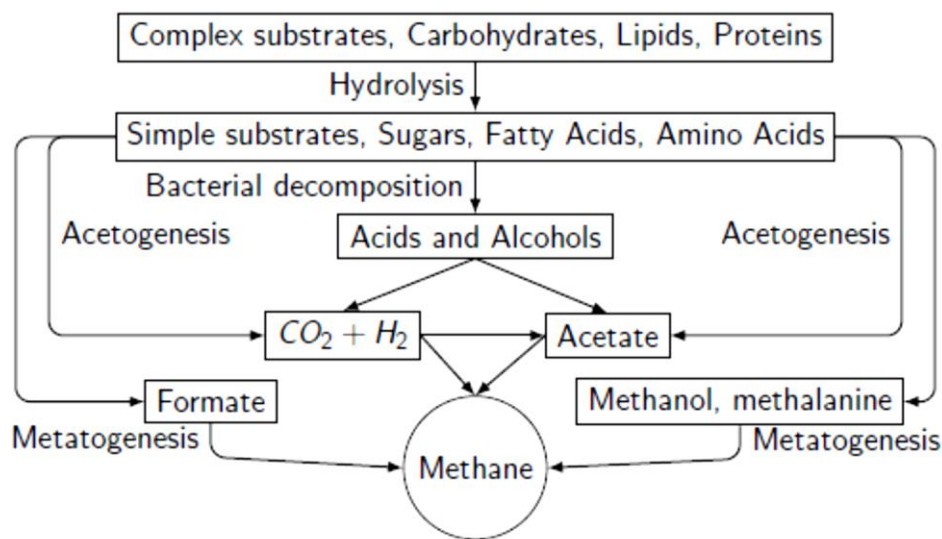 Complex substrates, Carbohydrates, Lipids, Proteins
Hydrolysis
Simple substrates, Sugars, Fatty Acids, Amino Acids
Bacterial decomposition
Acetogenesis
Acids and Alcohols
Acetogenesis
CO₂ + H₂
Acetate
Formate
Methanol, methalanine
Metatogenesis
Metatogenesis
Methane